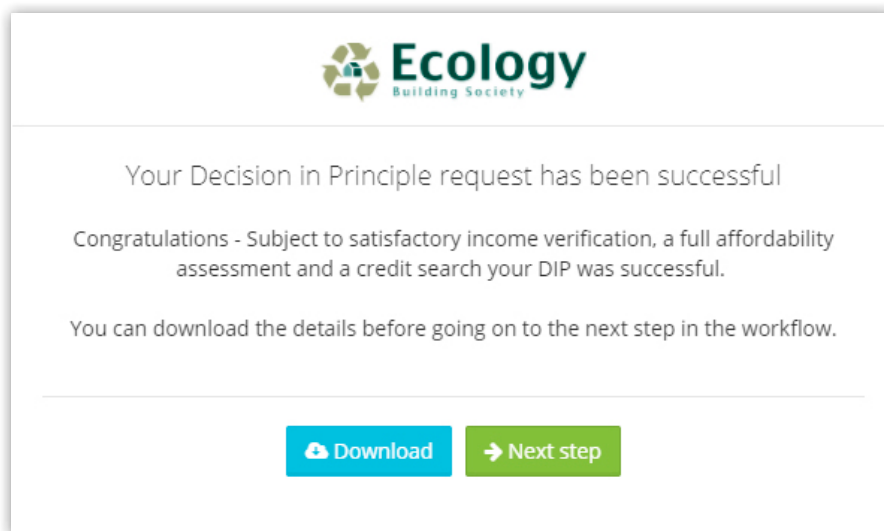 Ecology
Building Society
Your Decision in Principle request has been successful
Congratulations - Subject to satisfactory income verification, a full affordability
assessment and a credit search your DIP was successful.
You can download the details before going on to the next step in the workflow.
Download
Next step